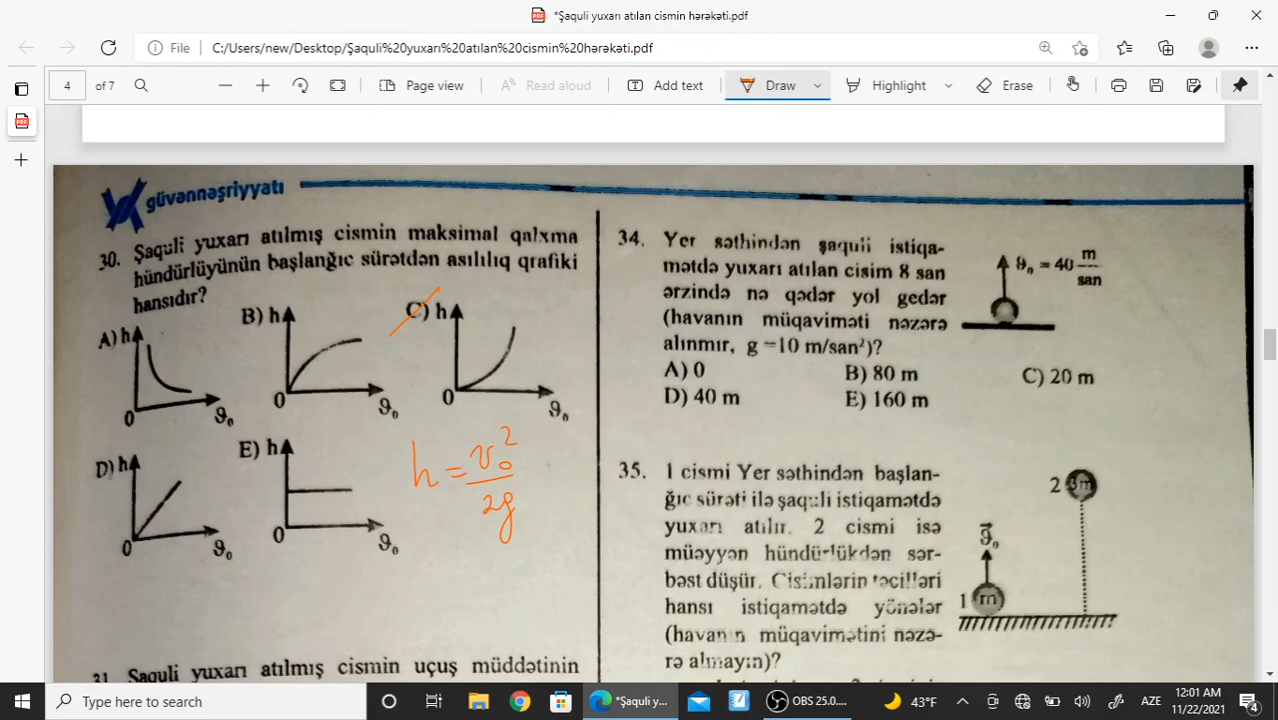 *Şaquli yuxarı atılan cismin hərəkəti.pdf
File
C:/Users/new/Desktop/Şaquli%20yuxarı%20atılan%20cismin%20hərəkəti.pdf
4 of 7
Page view
Read aloud
Add text
Draw
Highlight
Erase
güvənnəşriyyatı
30. Şaquli yuxarı atılmış cismin maksimal qalxma
hündürlüyünün başlanğıc sürətdən asılılıq qrafiki
hansıdır?
A) h
0
ϑ₀
B) h
0
ϑ₀
C) h
0
ϑ₀
D) h
0
ϑ₀
E) h
0
ϑ₀
h = v₀²/2g
31. Şaquli yuxarı atılmış cismin uçuş müddətinin
34. Yer səthindən şaquli istiqa-
mətdə yuxarı atılan cisim 8 san
ərzində nə qədər yol gedər
(havanın müqaviməti nəzərə
alınmır, g =10 m/san²)?
ϑ₀ = 40 m/san
A) 0 B) 80 m C) 20 m
D) 40 m E) 160 m
35. 1 cismi Yer səthindən başlan-
ğıc sürəti ilə şaquli istiqamətdə
yuxarı atılır. 2 cismi isə
müəyyən hündürlükdən sər-
bəst düşür. Cisimlərin təcilləri
hansı istiqamətdə yönələr
(havanın müqavimətini nəzə-
rə almayın)?
2 3m
ϑ₀
1 m
Type here to search
*Şaquli y...
OBS 25.0....
43°F
AZE
12:01 AM
11/22/2021
4